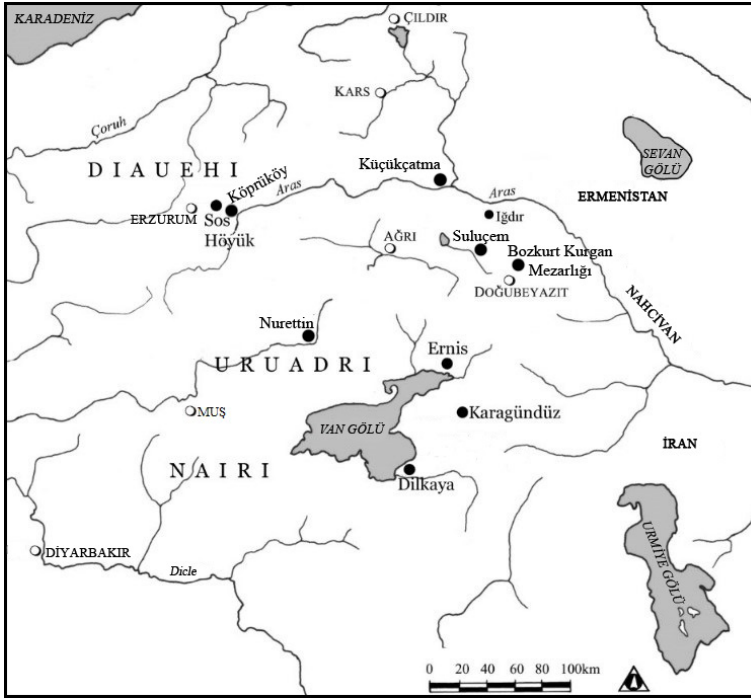 KARADENİZ
ÇILDIR
KARS
Çoruh
SEVAN
GÖLÜ
DIAUEHI
Küçükçatma
Köprüköy
Aras
Aras
ERMENİSTAN
ERZURUM
Sos
Höyük
Iğdır
AĞRI
Suluçem
Bozkurt Kurgan
Mezarlığı
DOĞUBEYAZIT
NAHCİVAN
Nurettin
URUADRI
Ernis
MUŞ
VAN GÖLÜ
Karagündüz
İRAN
NAIRI
Dilkaya
URMİYE GÖLÜ
DİYARBAKIR
Dicle
0 20 40 60 80 100km